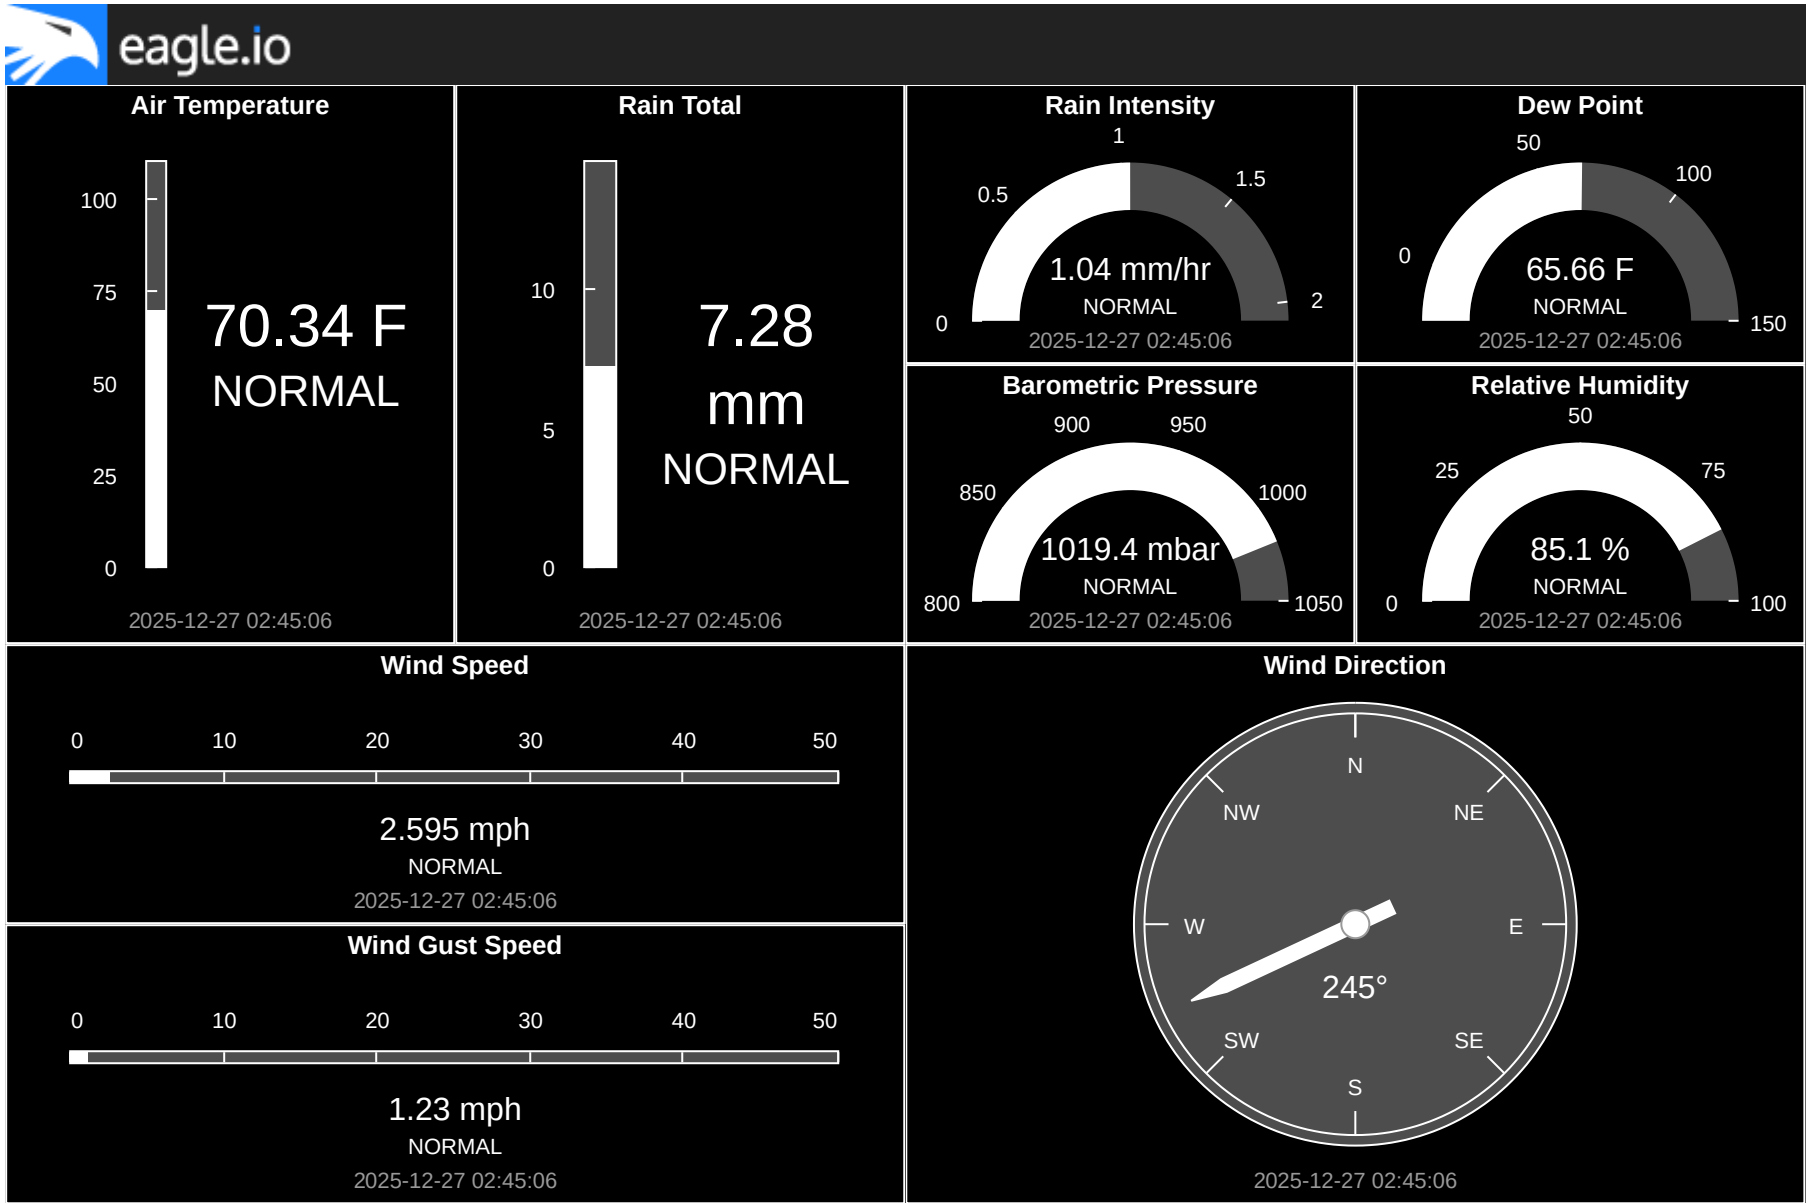 eagle.io
Air Temperature
100
75
50
25
0
70.34 F
NORMAL
2025-12-27 02:45:06
Rain Total
10
5
0
7.28
mm
NORMAL
2025-12-27 02:45:06
Rain Intensity
0
0.5
1
1.5
2
1.04 mm/hr
NORMAL
2025-12-27 02:45:06
Dew Point
0
50
100
150
65.66 F
NORMAL
2025-12-27 02:45:06
Barometric Pressure
800
850
900
950
1000
1050
1019.4 mbar
NORMAL
2025-12-27 02:45:06
Relative Humidity
0
25
50
75
100
85.1 %
NORMAL
2025-12-27 02:45:06
Wind Speed
0 10 20 30 40 50
2.595 mph
NORMAL
2025-12-27 02:45:06
Wind Gust Speed
0 10 20 30 40 50
1.23 mph
NORMAL
2025-12-27 02:45:06
Wind Direction
N
NW NE
W E
245°
SW SE
S
2025-12-27 02:45:06